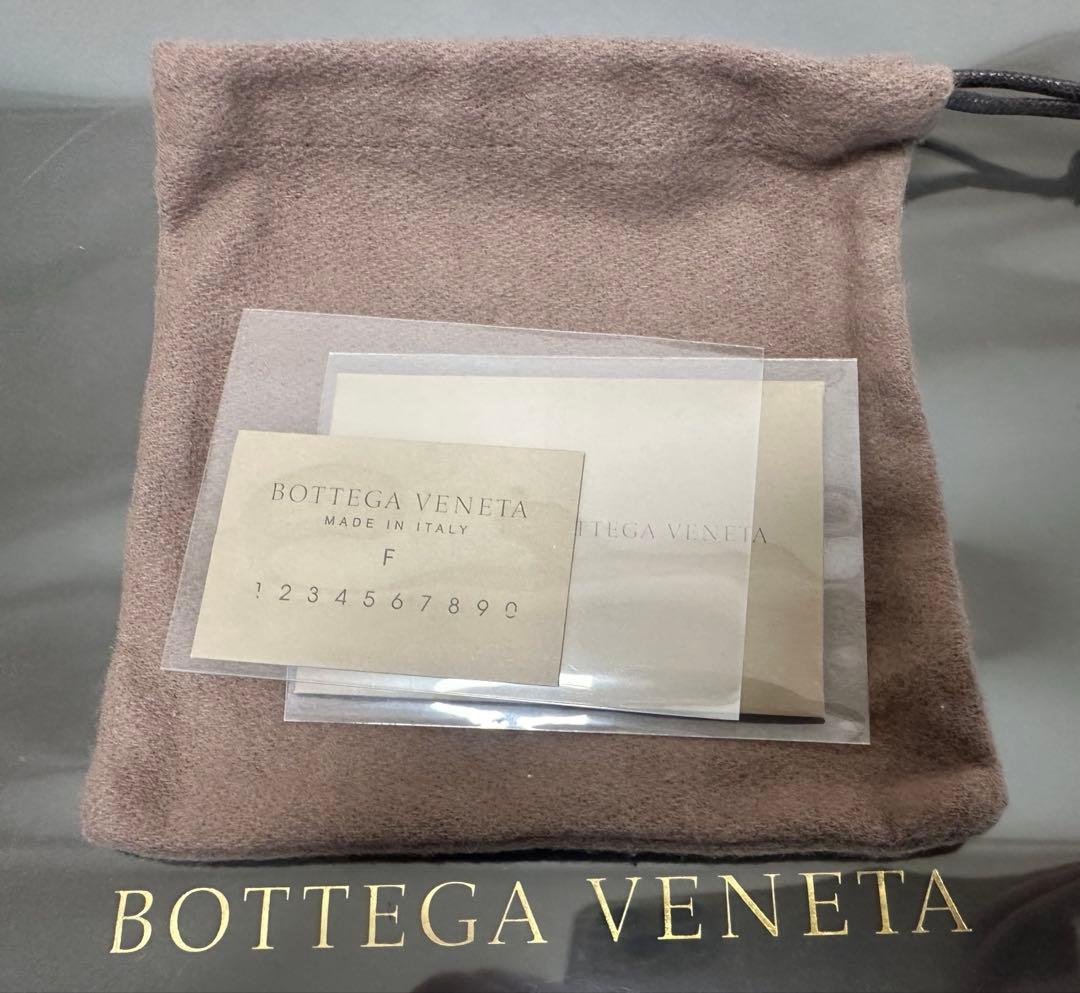 BOTTEGA VENETA
MADE IN ITALY
F
1 2 3 4 5 6 7 8 9 0
TTEGA VENETA
BOTTEGA VENETA